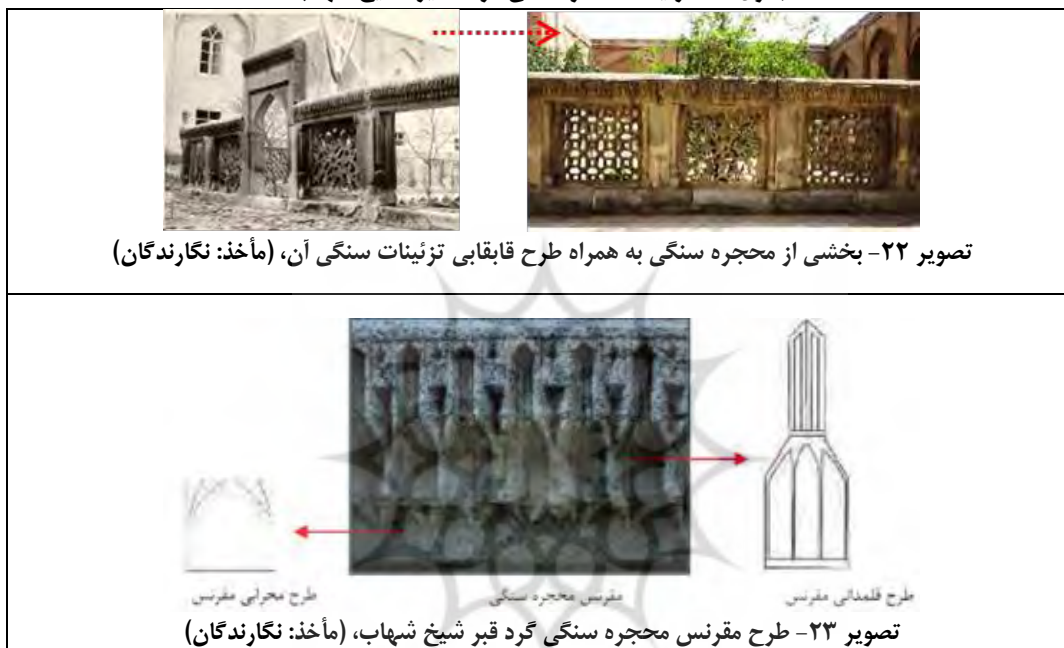 تصویر ۲۲- بخشی از محجره سنگی به همراه طرح قابقابی تزئینات سنگی آن، (مأخذ: نگارندگان)
طرح قلمدانی مقرنس
مقرنس محجره سنگی
طرح محرابی مقرنس
تصویر ۲۳- طرح مقرنس محجره سنگی گرد قبر شیخ شهاب، (مأخذ: نگارندگان)